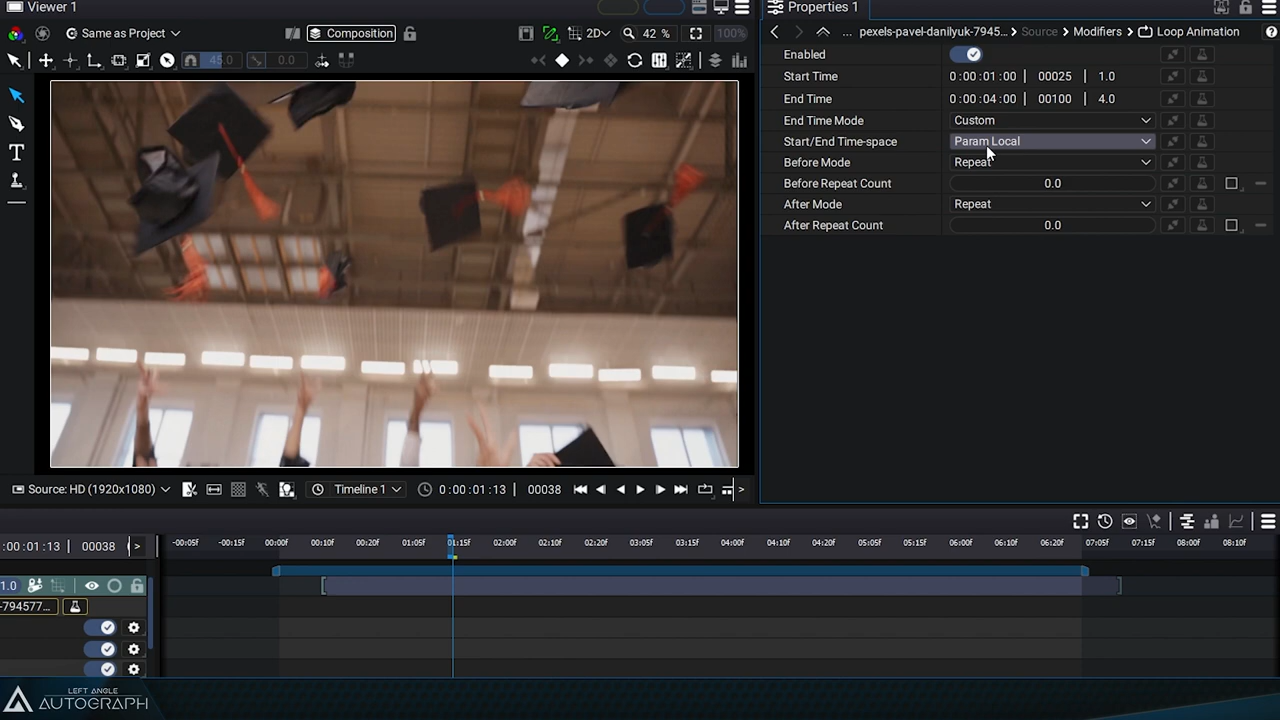 Viewer 1
Properties 1
Same as Project
Composition
2D
42 %
100%
... pexels-pavel-danilyuk-7945... Source Modifiers Loop Animation ?
45.0
0.0
Enabled
Start Time 0:00:01:00 00025 1.0
End Time 0:00:04:00 00100 4.0
End Time Mode Custom
Start/End Time-space Param Local
Before Mode Repeat
Before Repeat Count 0.0
After Mode Repeat
After Repeat Count 0.0
T
Source: HD (1920x1080) Timeline 1 0:00:01:13 00038 >
:00:01:13 00038 >
-00:05f -00:15f 00:00f 00:10f 00:20f 01:05f 01:15f 02:00f 02:10f 02:20f 03:05f 03:15f 04:00f 04:10f 04:20f 05:05f 05:15f 06:00f 06:10f 06:20f 07:05f 07:15f 08:00f 08:10f
1.0
-794577...
LEFT ANGLE
AUTOGRAPH